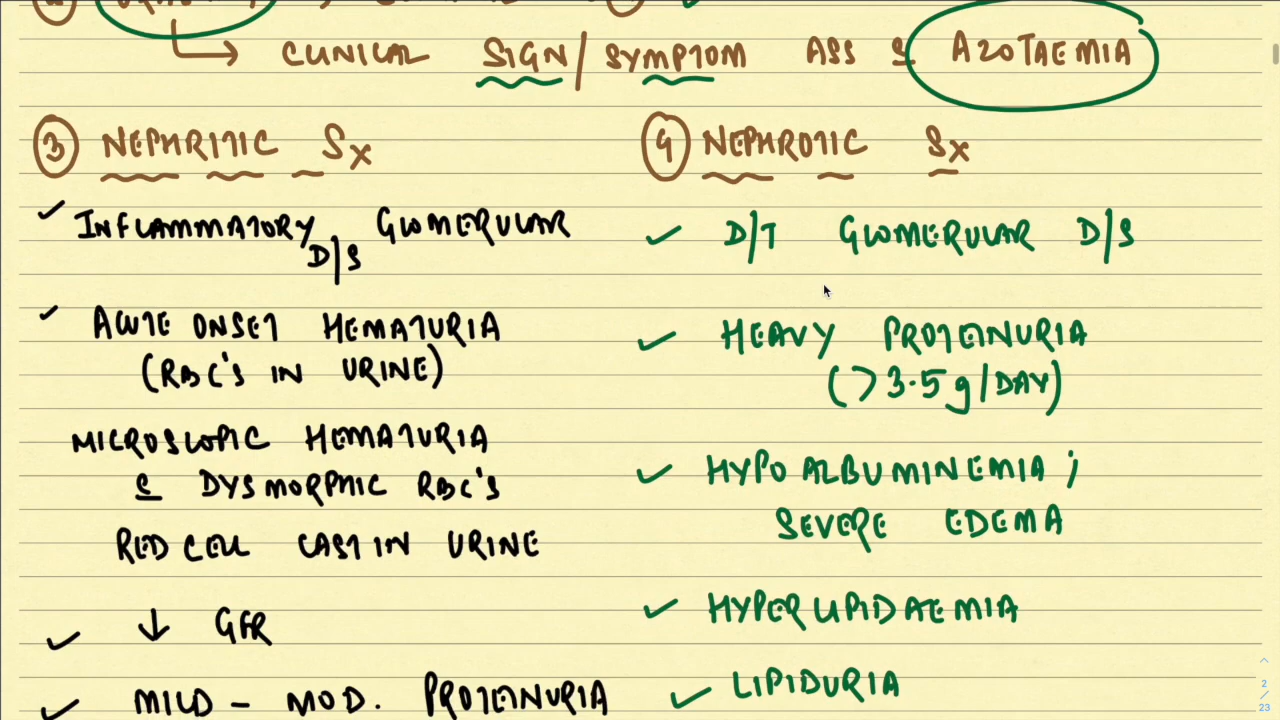 CLINICAL SIGN/SYMPTOM ASS c̄ AZOTAEMIA
③ NEPHRITIC Sx
INFLAMMATORY GLOMERULAR
D/S
ACUTE ONSET HEMATURIA
(RBC'S IN URINE)
MICROSCOPIC HEMATURIA
c̄ DYSMORPHIC RBC'S
RED CELL CAST IN URINE
↓ GFR
MILD - MOD. PROTEINURIA
④ NEPHROTIC Sx
D/T GLOMERULAR D/S
HEAVY PROTEINURIA
(>3.5g/DAY)
HYPOALBUMINEMIA;
SEVERE EDEMA
HYPERLIPIDAEMIA
LIPIDURIA
2
/
23